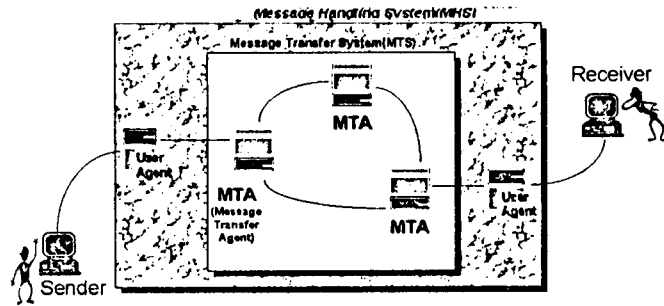 Message Handling System(MHS)
Message Transfer System(MTS)
Receiver
MTA
User
Agent
MTA
(Message
Transfer
Agent)
MTA
User
Agent
Sender